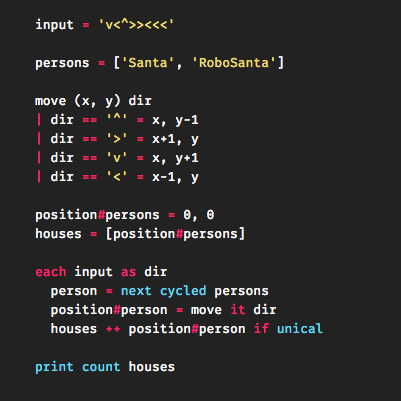 input = 'v<^>><<<'

persons = ['Santa', 'RoboSanta']

move (x, y) dir
| dir == '^' = x, y-1
| dir == '>' = x+1, y
| dir == 'v' = x, y+1
| dir == '<' = x-1, y

position#persons = 0, 0
houses = [position#persons]

each input as dir
  person = next cycled persons
  position#person = move it dir
  houses ++ position#person if unical

print count houses